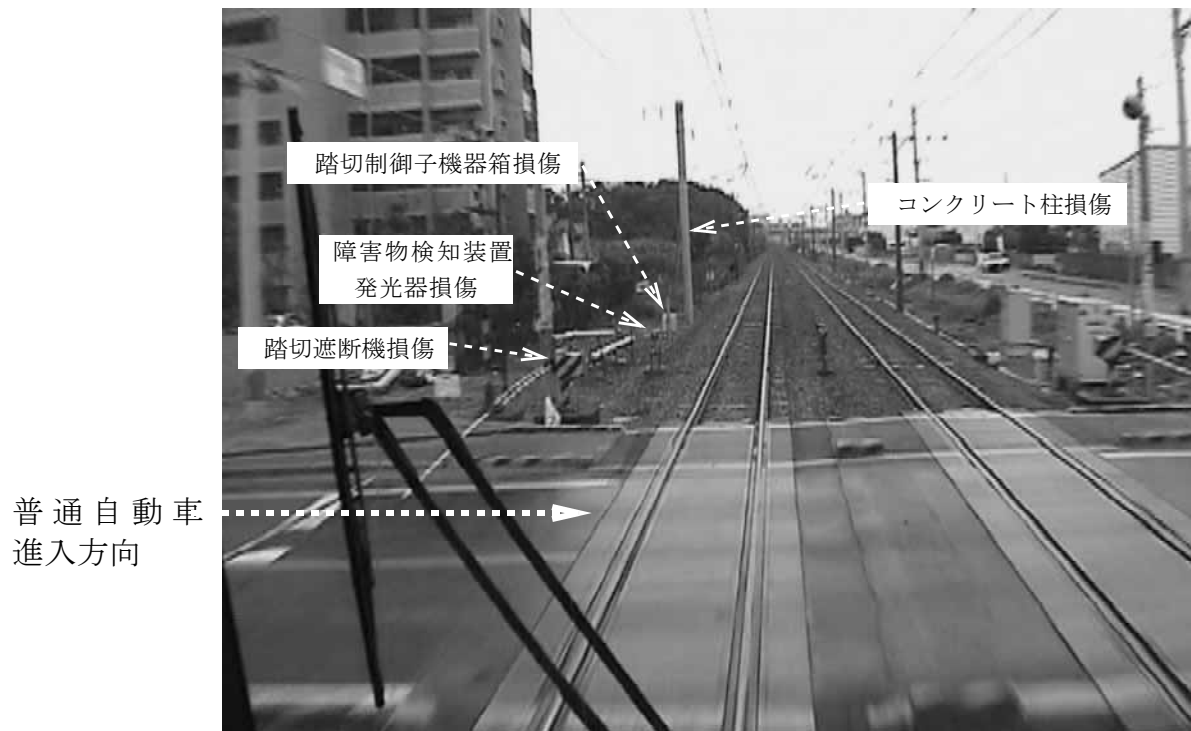 踏切制御子機器箱損傷
コンクリート柱損傷
障害物検知装置
発光器損傷
踏切遮断機損傷
普通自動車
進入方向